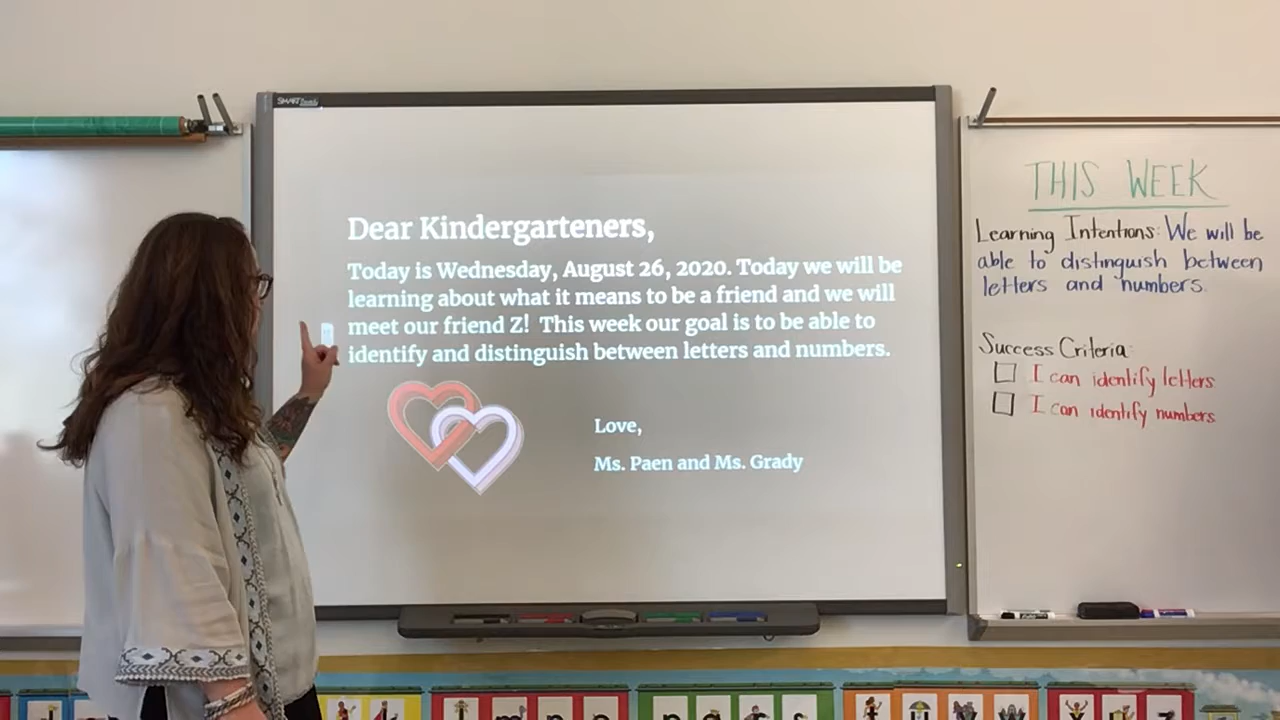 SMART
Dear Kindergarteners,
Today is Wednesday, August 26, 2020. Today we will be
learning about what it means to be a friend and we will
meet our friend Z! This week our goal is to be able to
identify and distinguish between letters and numbers.
Love,
Ms. Paen and Ms. Grady
THIS WEEK
Learning Intentions: We will be
able to distinguish between
letters and numbers.
Success Criteria:
I can identify letters
I can identify numbers